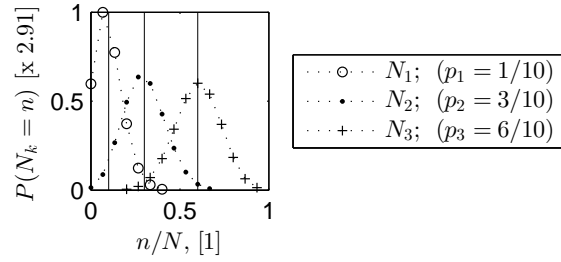 P(N_k = n) [x 2.91]
1
0.5
0
0
0.5
1
n/N, [1]
N_1; (p_1 = 1/10)
N_2; (p_2 = 3/10)
N_3; (p_3 = 6/10)